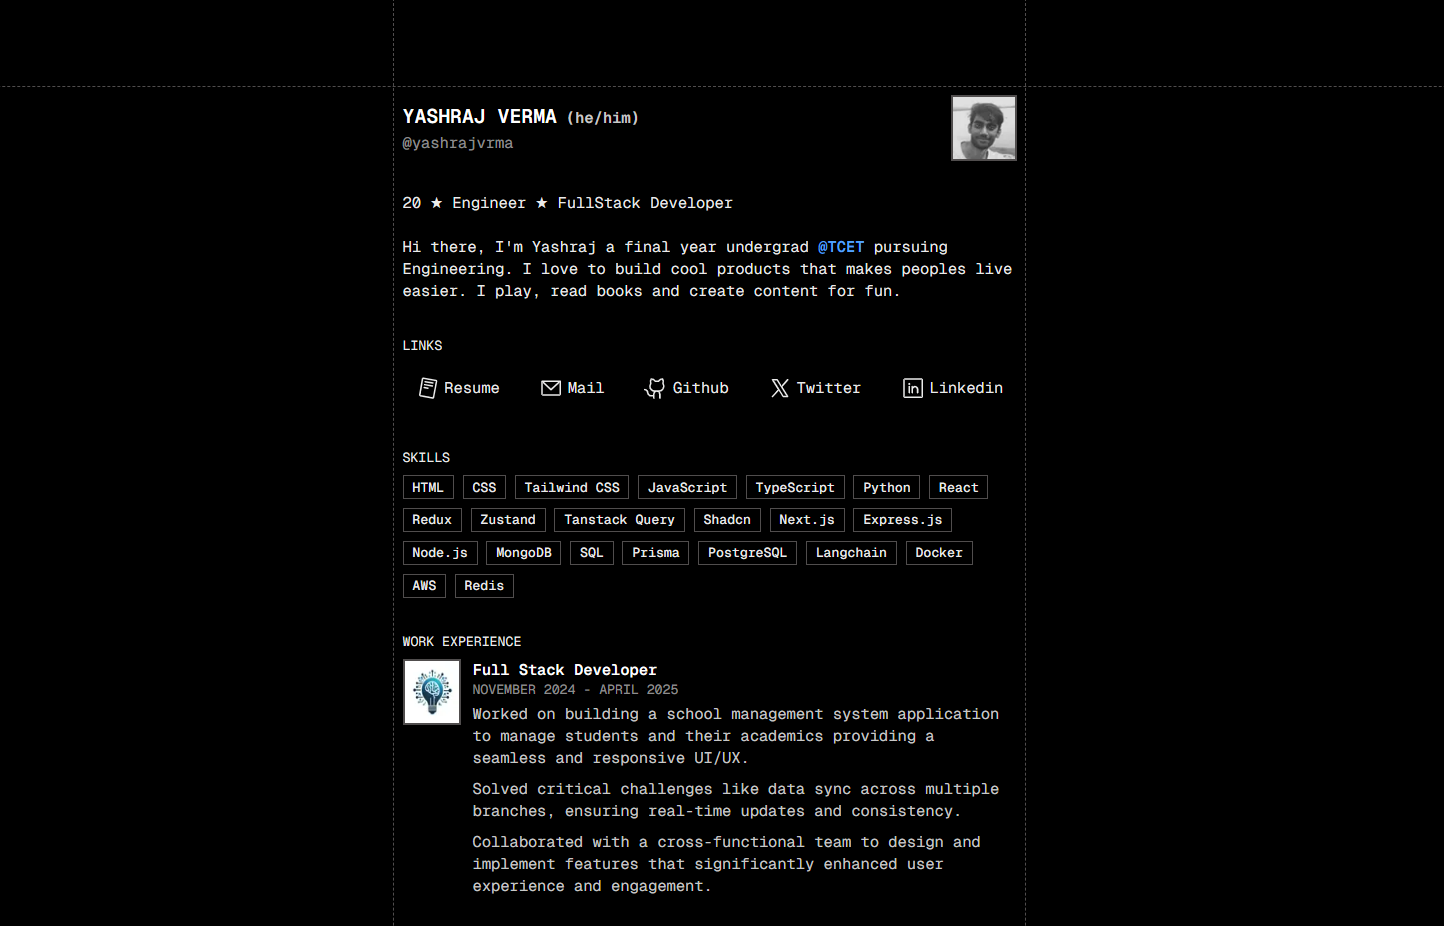 YASHRAJ VERMA (he/him)
@yashrajvrma
20 ★ Engineer ★ FullStack Developer
Hi there, I'm Yashraj a final year undergrad @TCET pursuing
Engineering. I love to build cool products that makes peoples live
easier. I play, read books and create content for fun.
LINKS
Resume Mail Github Twitter Linkedin
SKILLS
HTML CSS Tailwind CSS JavaScript TypeScript Python React
Redux Zustand Tanstack Query Shadcn Next.js Express.js
Node.js MongoDB SQL Prisma PostgreSQL Langchain Docker
AWS Redis
WORK EXPERIENCE
Full Stack Developer
NOVEMBER 2024 - APRIL 2025
Worked on building a school management system application
to manage students and their academics providing a
seamless and responsive UI/UX.
Solved critical challenges like data sync across multiple
branches, ensuring real-time updates and consistency.
Collaborated with a cross-functional team to design and
implement features that significantly enhanced user
experience and engagement.